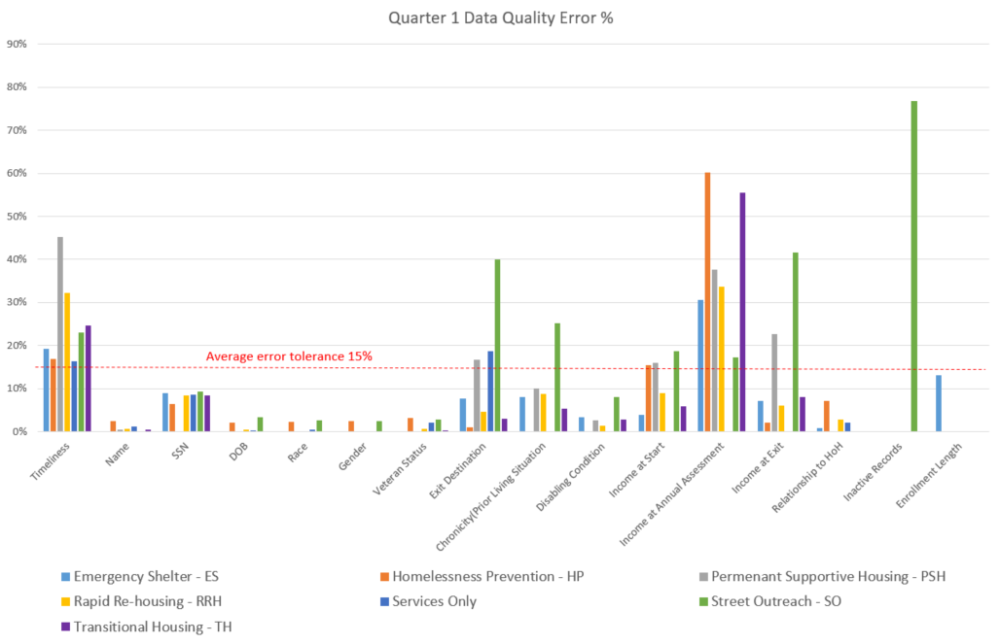 Quarter 1 Data Quality Error %
90%
80%
70%
60%
50%
40%
30%
20%
10%
0%
Average error tolerance 15%
Timeliness
Name
SSN
DOB
Race
Gender
Veteran Status
Exit Destination
Chronicity(Prior Living Situation
Disabling Condition
Income at Start
Income at Annual Assessment
Income at Exit
Relationship to HoH
Inactive Records
Enrollment Length
Emergency Shelter - ES
Homelessness Prevention - HP
Permenant Supportive Housing - PSH
Rapid Re-housing - RRH
Services Only
Street Outreach - SO
Transitional Housing - TH